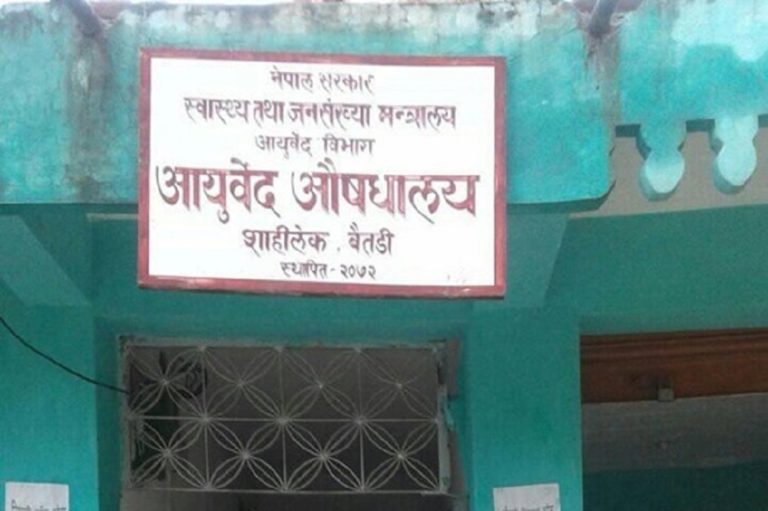 नेपाल सरकार
स्वास्थ्य तथा जनसंख्या मन्त्रालय
आयुर्वेद विभाग
आयुर्वेद औषधालय
शाहीलेक . बैतडी
स्थापित - २०७२